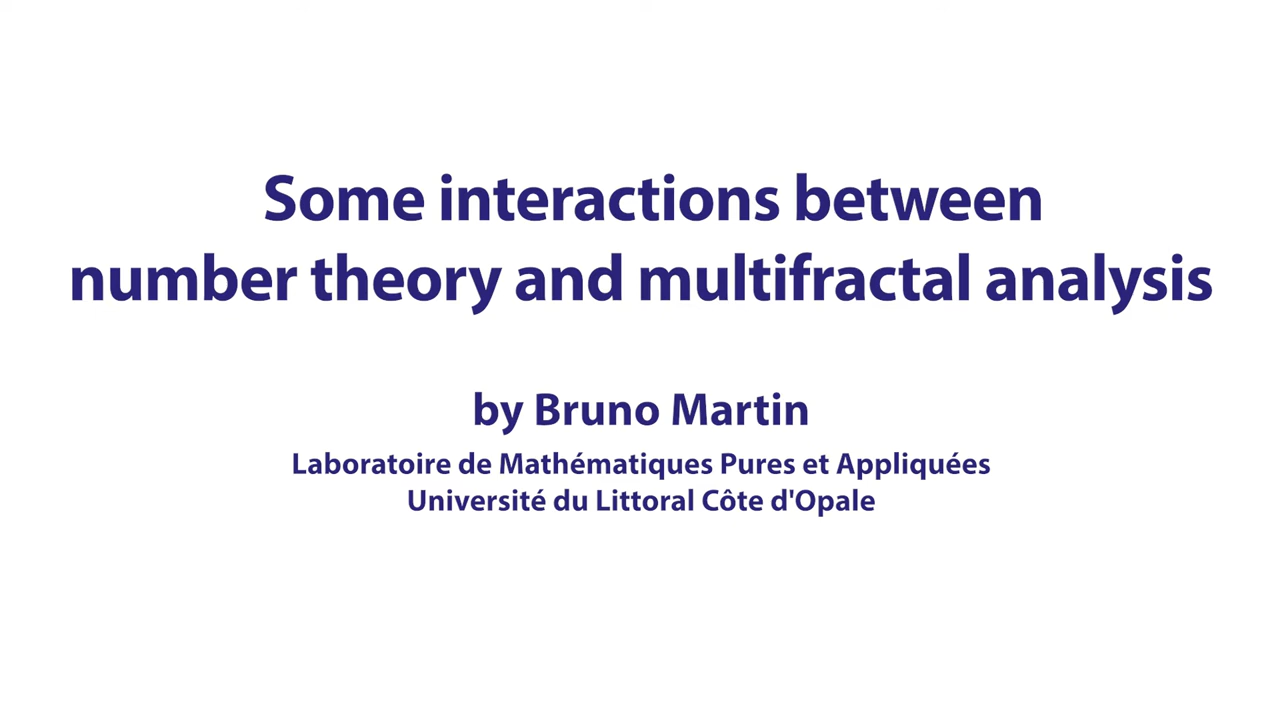 Some interactions between
number theory and multifractal analysis
by Bruno Martin
Laboratoire de Mathématiques Pures et Appliquées
Université du Littoral Côte d'Opale